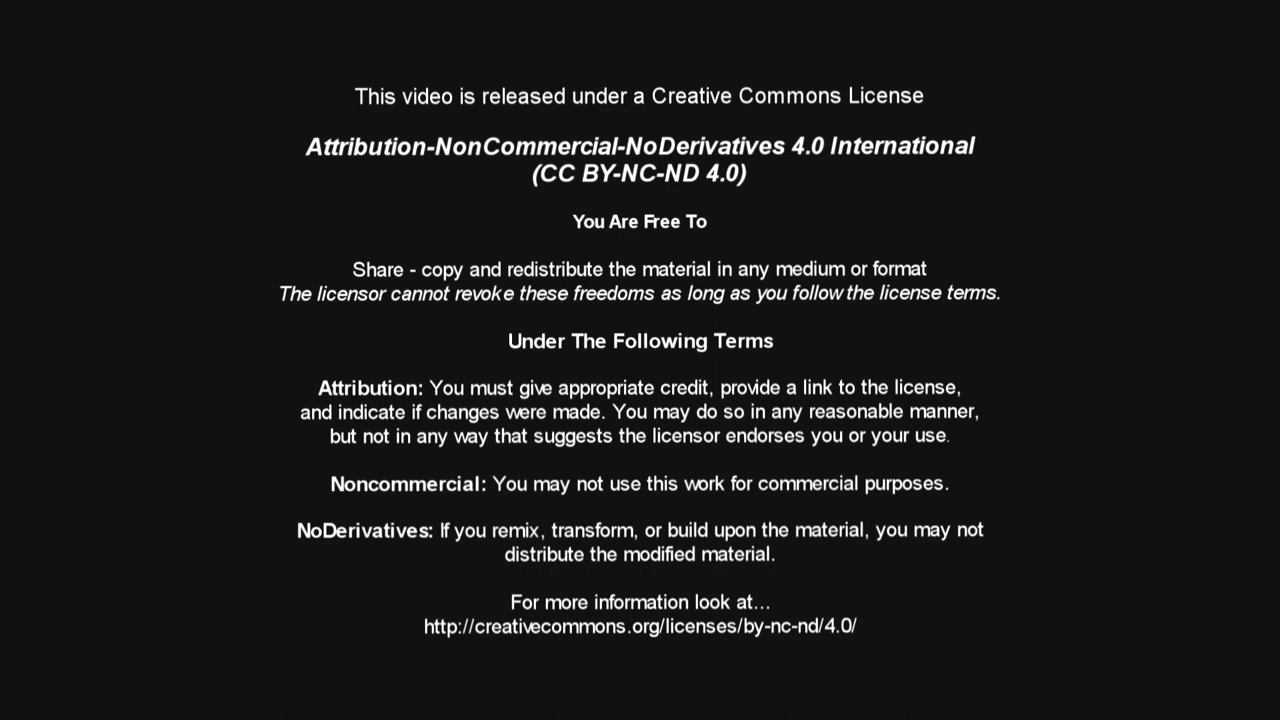 This video is released under a Creative Commons License
Attribution-NonCommercial-NoDerivatives 4.0 International
(CC BY-NC-ND 4.0)
You Are Free To
Share - copy and redistribute the material in any medium or format
The licensor cannot revoke these freedoms as long as you follow the license terms.
Under The Following Terms
Attribution: You must give appropriate credit, provide a link to the license,
and indicate if changes were made. You may do so in any reasonable manner,
but not in any way that suggests the licensor endorses you or your use.
Noncommercial: You may not use this work for commercial purposes.
NoDerivatives: If you remix, transform, or build upon the material, you may not
distribute the modified material.
For more information look at...
http://creativecommons.org/licenses/by-nc-nd/4.0/